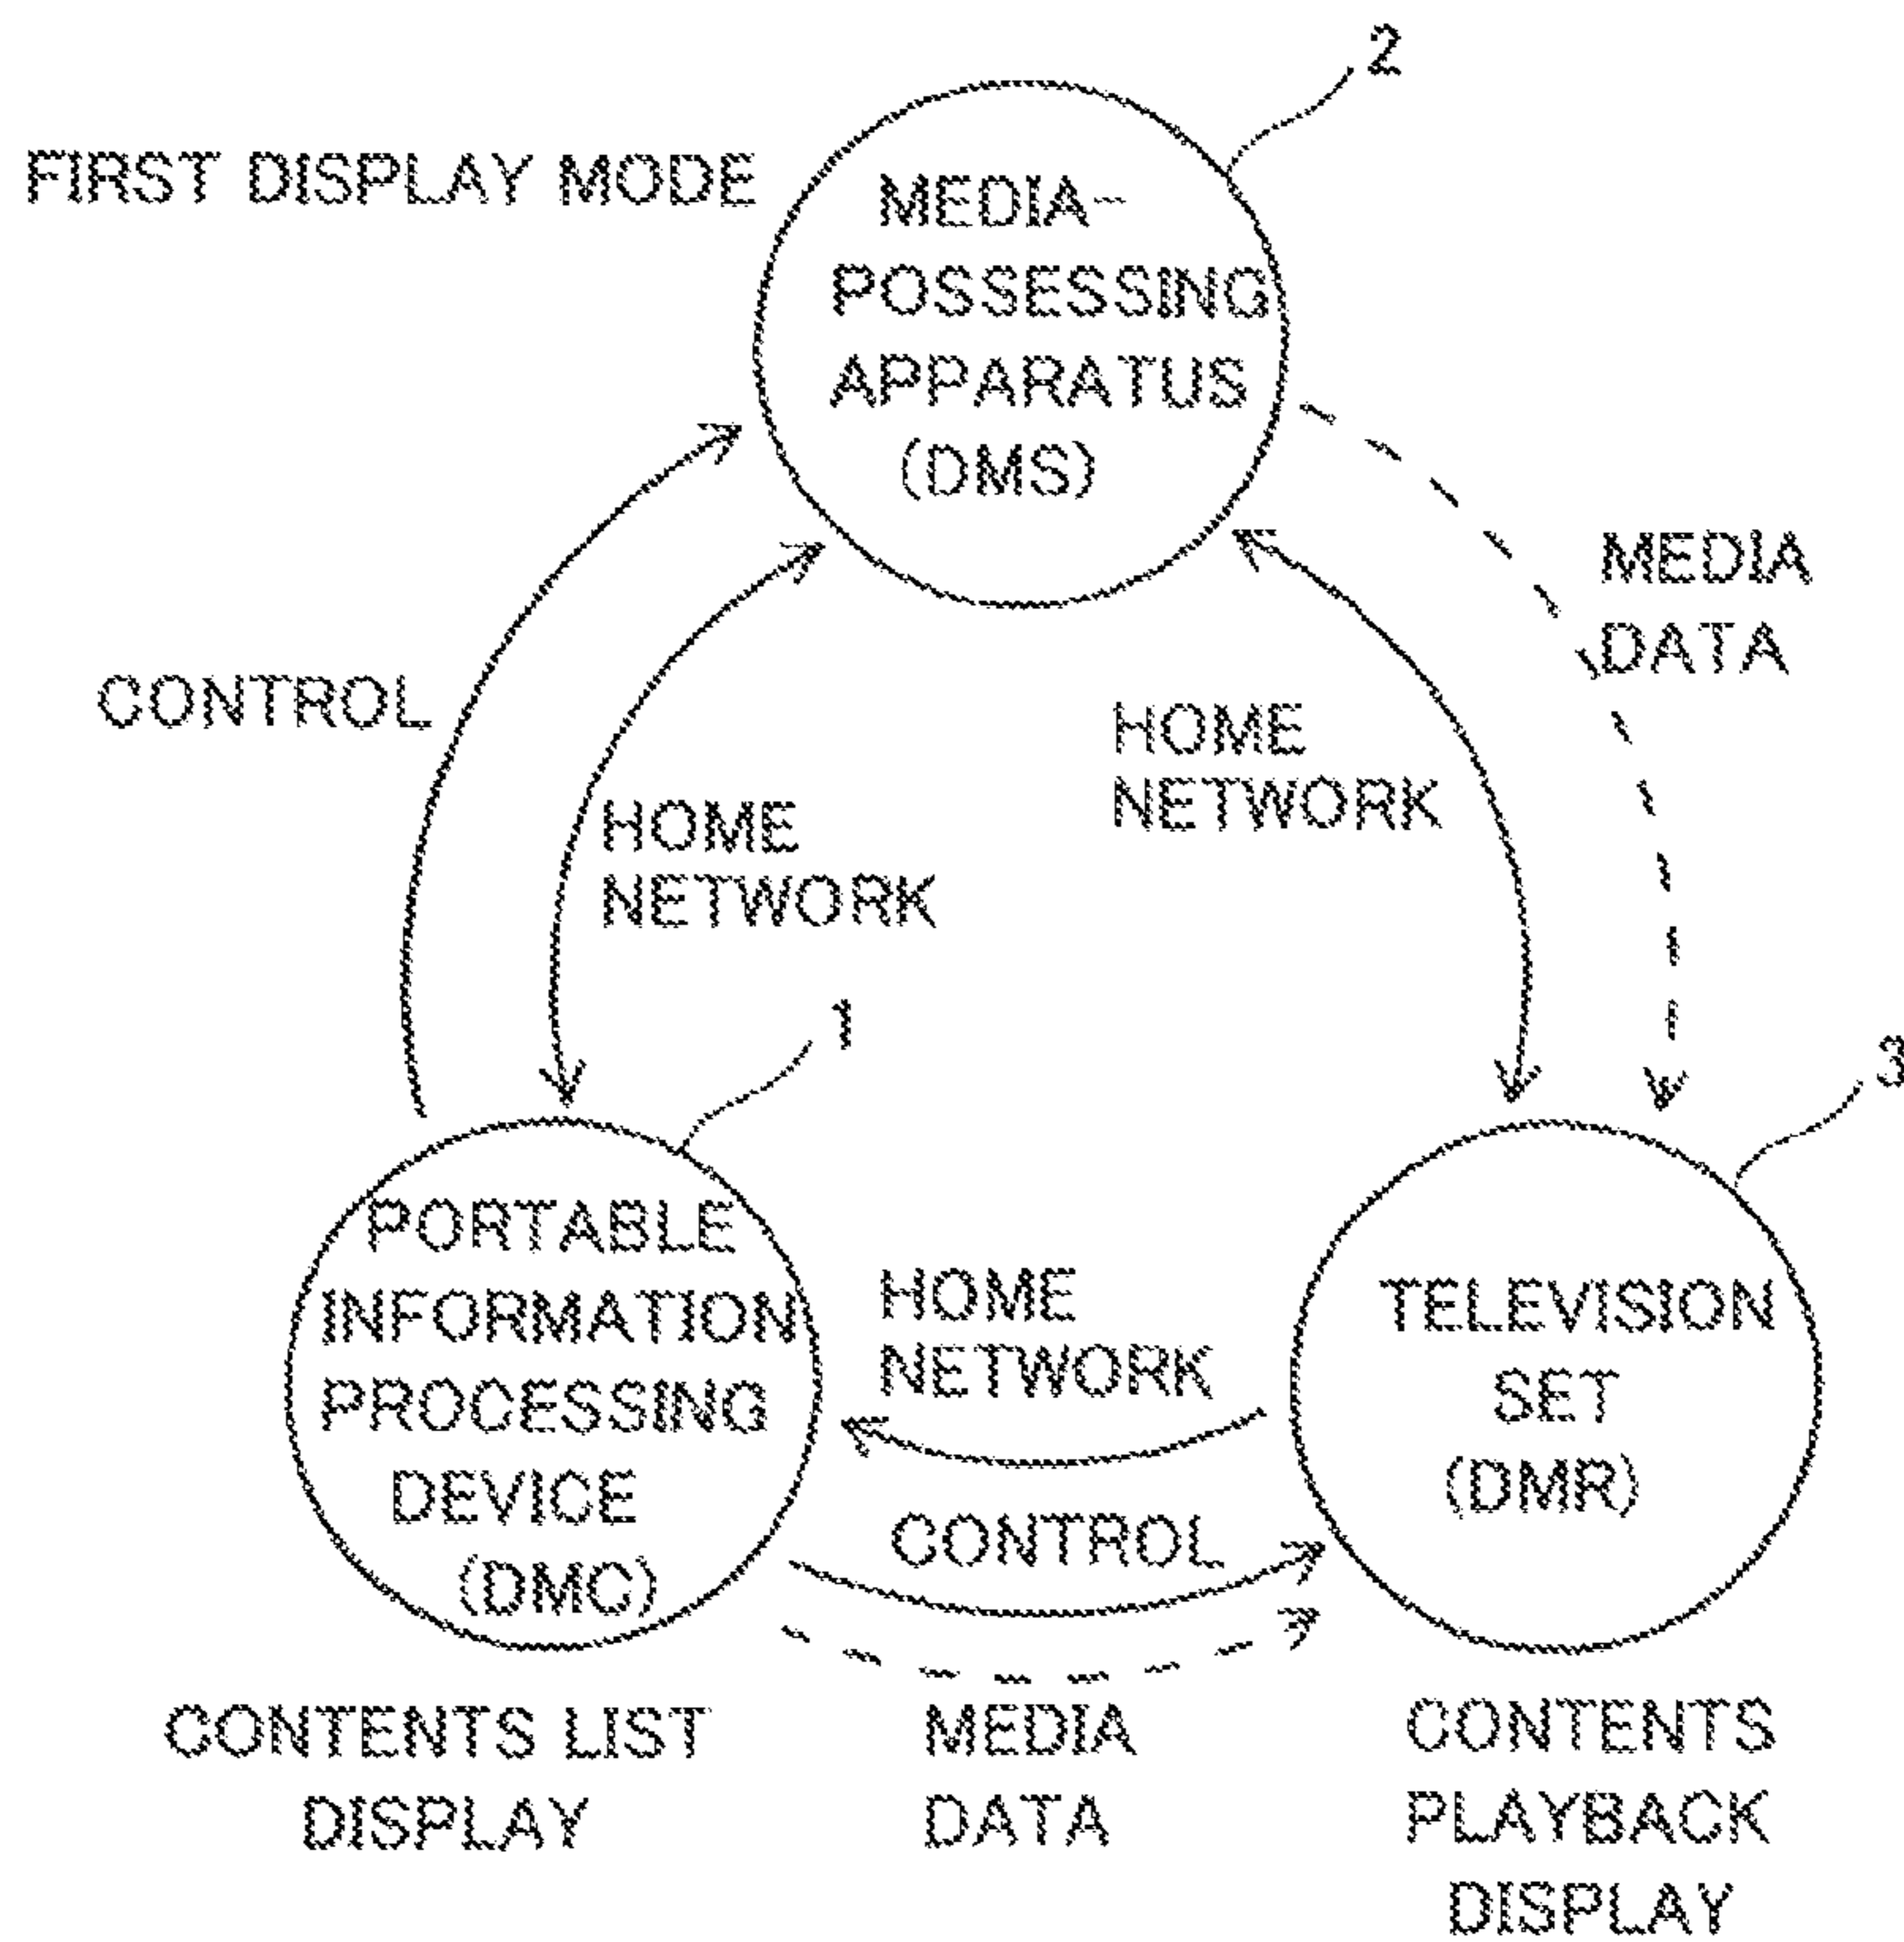 2
FIRST DISPLAY MODE
MEDIA-
POSSESSING
APPARATUS
(DMS)
MEDIA
DATA
CONTROL
HOME
NETWORK
HOME
NETWORK
1
3
PORTABLE
INFORMATION
PROCESSING
DEVICE
(DMC)
HOME
NETWORK
CONTROL
TELEVISION
SET
(DMR)
CONTENTS LIST
DISPLAY
MEDIA
DATA
CONTENTS
PLAYBACK
DISPLAY